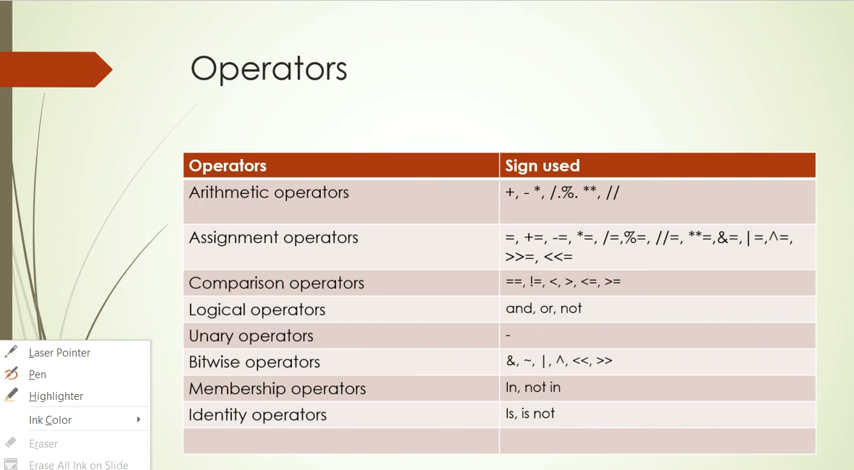 Operators
Operators Sign used
Arithmetic operators +, - *, /.%. **, //
Assignment operators =, +=, -=, *=, /=,%=, //=, **=,&=,|=,^=,
>>=, <<=
Comparison operators ==, !=, <, >, <=, >=
Logical operators and, or, not
Unary operators -
Bitwise operators &, ~, |, ^, <<, >>
Membership operators In, not in
Identity operators Is, is not
Laser Pointer
Pen
Highlighter
Ink Color
Eraser
Erase All Ink on Slide